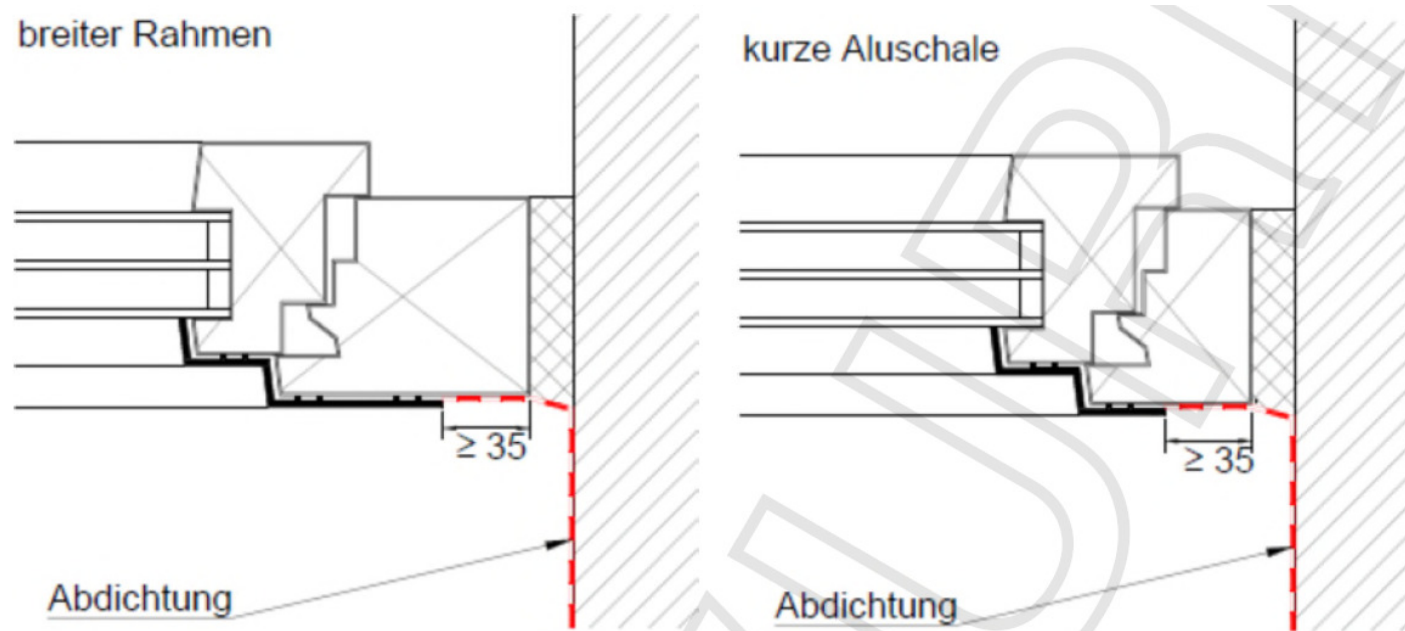 breiter Rahmen
kurze Aluschale
≥ 35
≥ 35
Abdichtung
Abdichtung